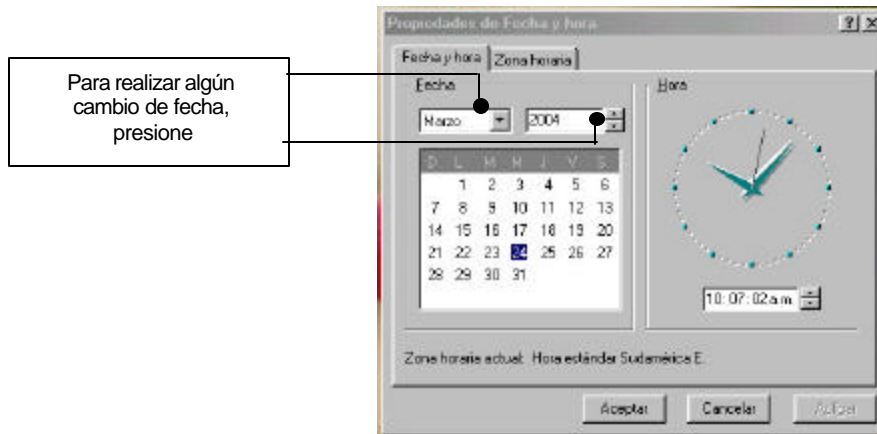 Propiedades de Fecha y hora
Fecha y hora
Zona horaria
Para realizar algún
cambio de fecha,
presione
Fecha
Hora
Marzo
2004
D L M M J V S
1 2 3 4 5 6
7 8 9 10 11 12 13
14 15 16 17 18 19 20
21 22 23 24 25 26 27
28 29 30 31
10:07:02 a.m.
Zona horaria actual: Hora estándar Sudamérica E.
Aceptar
Cancelar
Aplicar